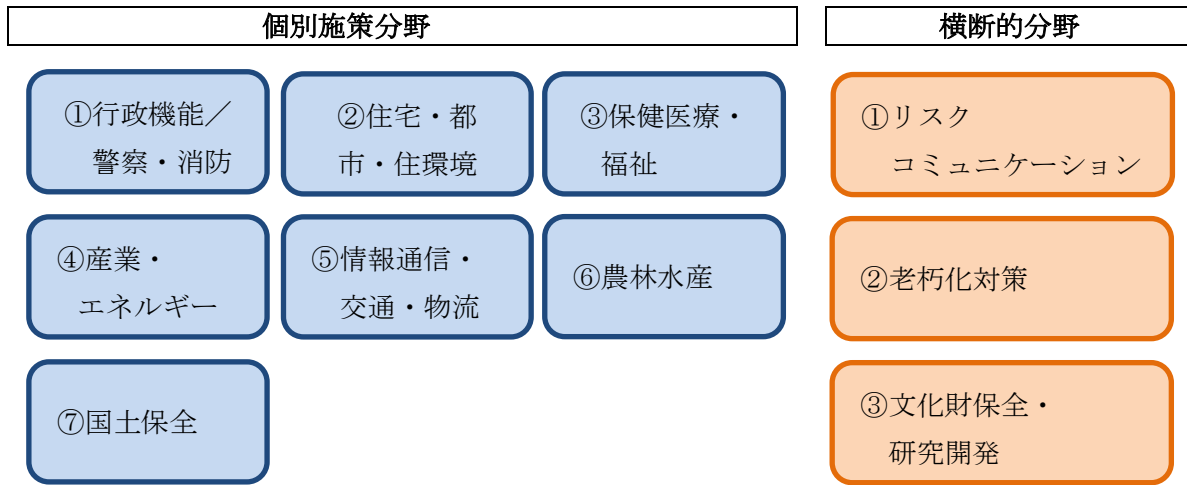 個別施策分野
①行政機能／
警察・消防
②住宅・都
市・住環境
③保健医療・
福祉
④産業・
エネルギー
⑤情報通信・
交通・物流
⑥農林水産
⑦国土保全
横断的分野
①リスク
コミュニケーション
②老朽化対策
③文化財保全・
研究開発